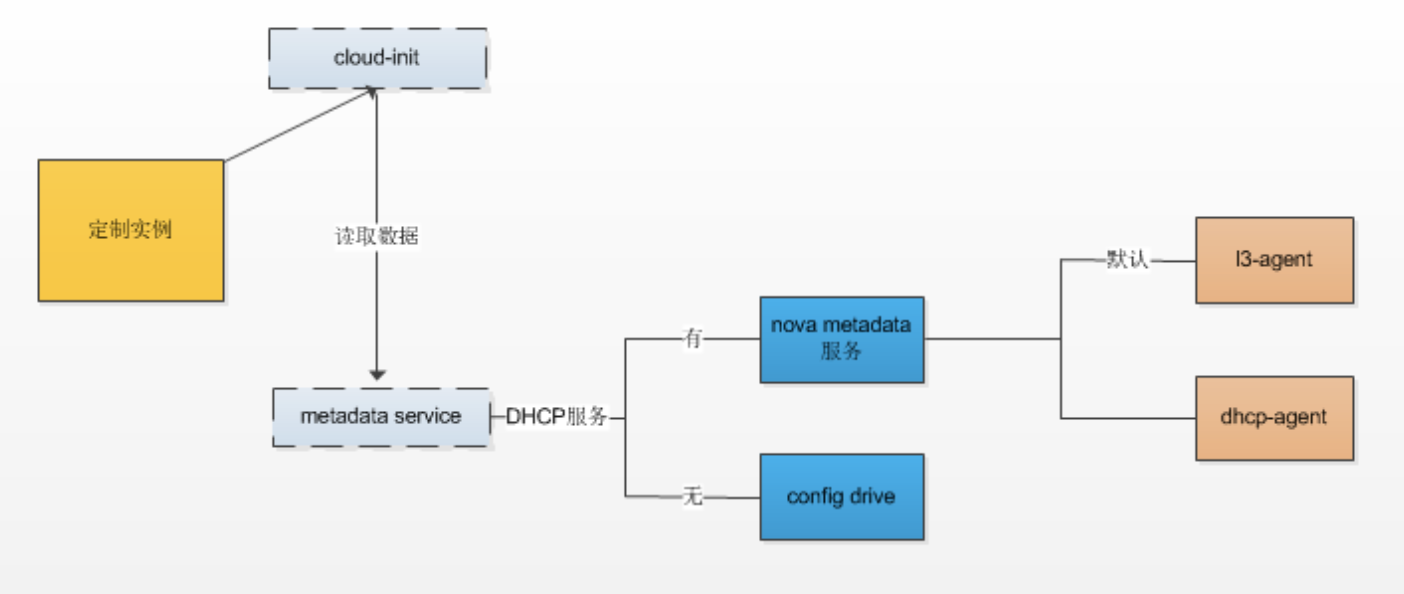 cloud-init
定制实例
读取数据
metadata service
DHCP服务
有
无
nova metadata
服务
config drive
默认
l3-agent
dhcp-agent